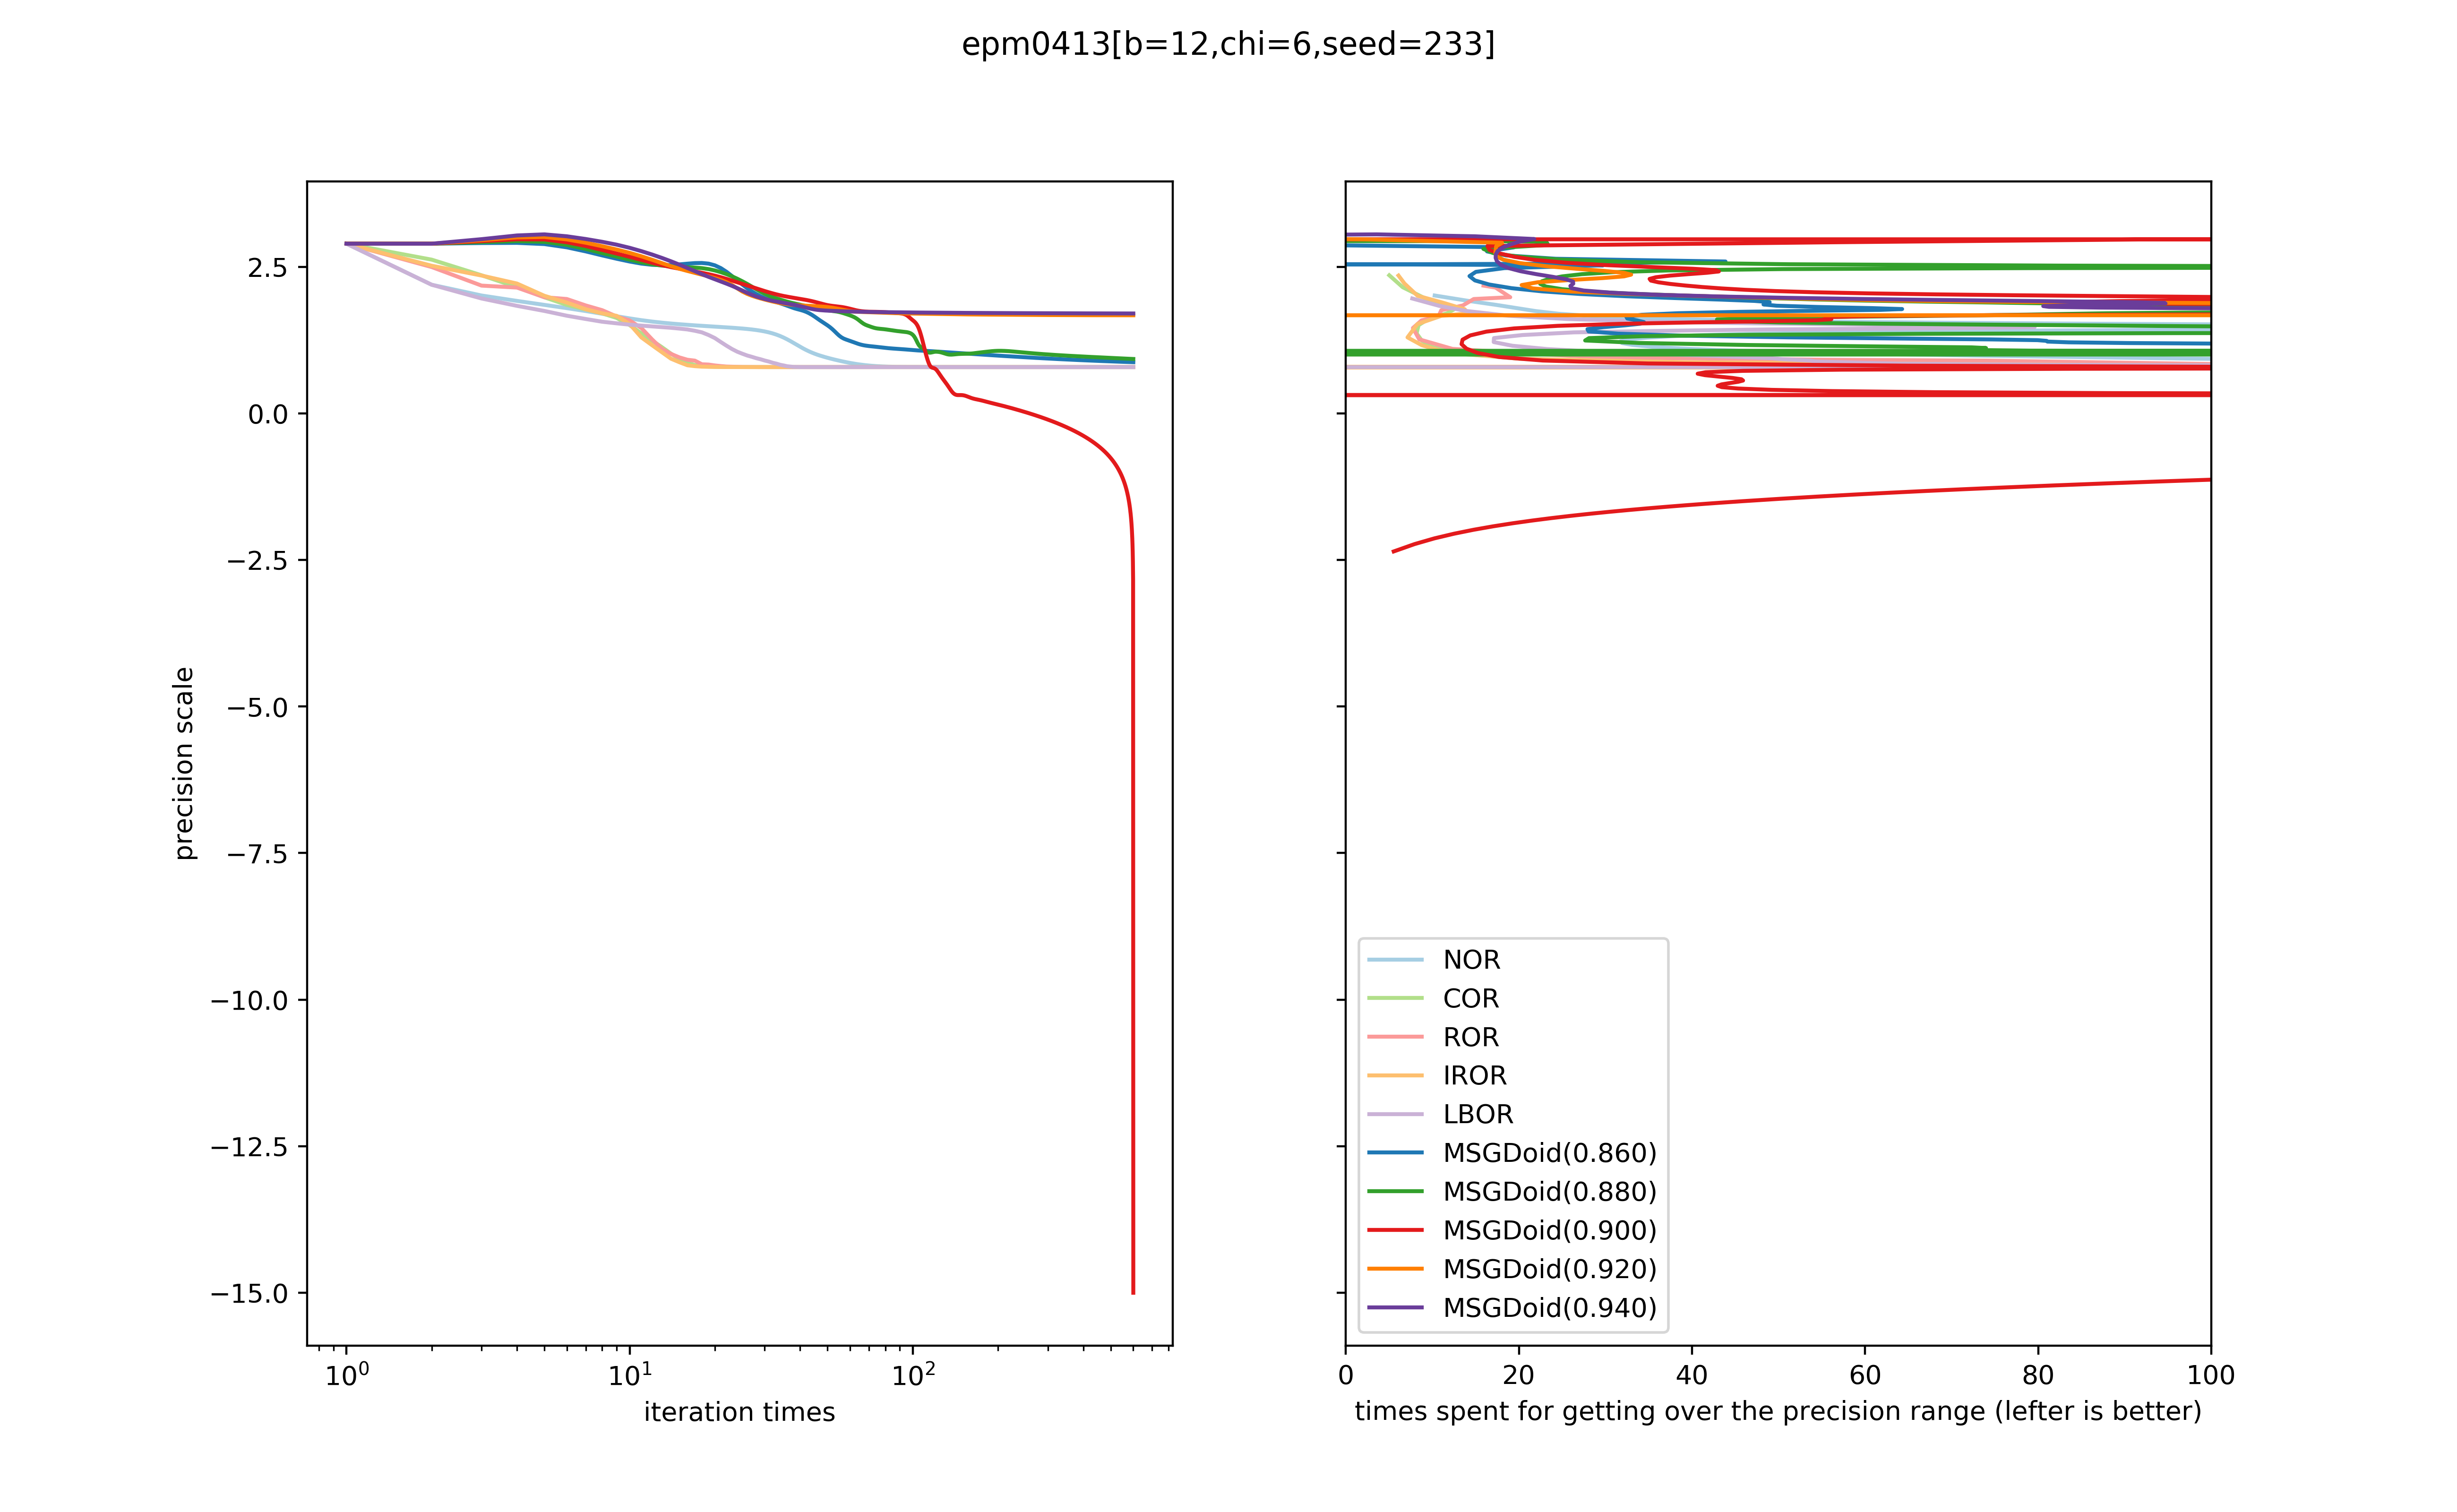 epm0413[b=12,chi=6,seed=233]
precision scale
2.5
0.0
−2.5
−5.0
−7.5
−10.0
−12.5
−15.0
10⁰ 10¹ 10²
iteration times
NOR
COR
ROR
IROR
LBOR
MSGDoid(0.860)
MSGDoid(0.880)
MSGDoid(0.900)
MSGDoid(0.920)
MSGDoid(0.940)
0 20 40 60 80 100
times spent for getting over the precision range (lefter is better)